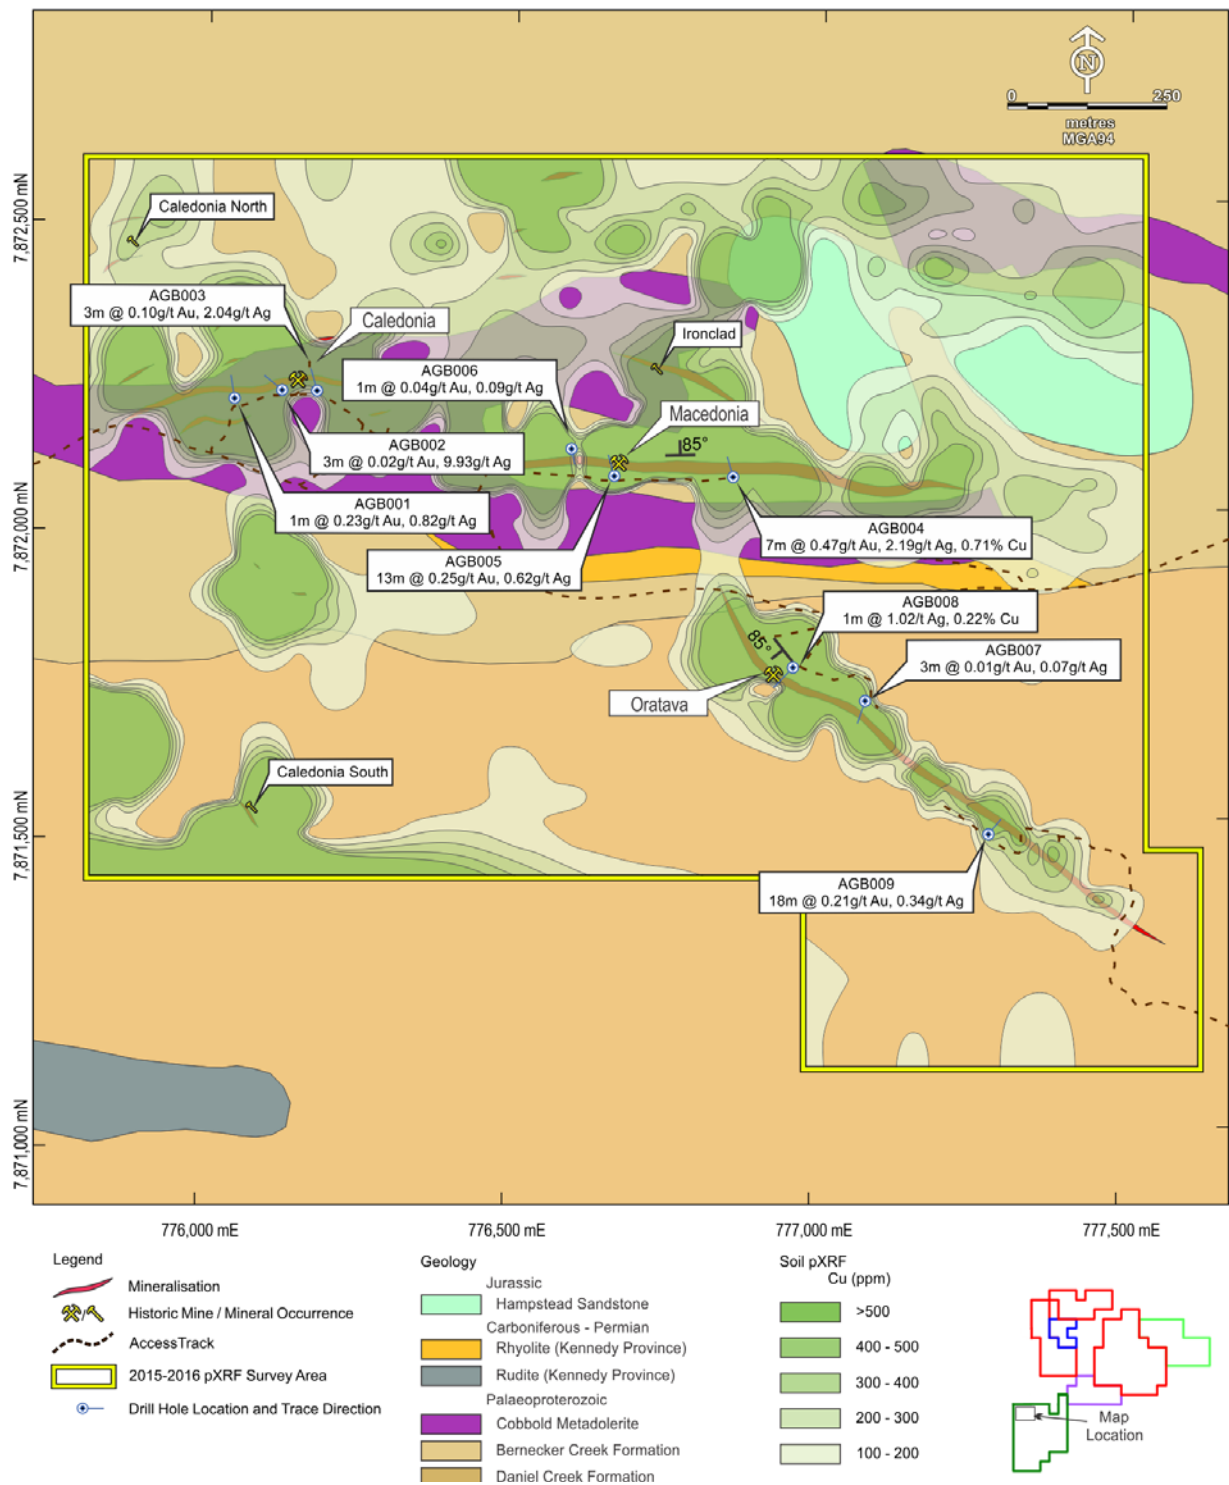 N
0 250
metres
MGA94
7,872,500 mN
7,872,000 mN
7,871,500 mN
7,871,000 mN
Caledonia North
AGB003
3m @ 0.10g/t Au, 2.04g/t Ag
Caledonia
Ironclad
AGB006
1m @ 0.04g/t Au, 0.09g/t Ag
Macedonia
85°
AGB002
3m @ 0.02g/t Au, 9.93g/t Ag
AGB001
1m @ 0.23g/t Au, 0.82g/t Ag
AGB004
7m @ 0.47g/t Au, 2.19g/t Ag, 0.71% Cu
AGB005
13m @ 0.25g/t Au, 0.62g/t Ag
AGB008
1m @ 1.02/t Ag, 0.22% Cu
85°
AGB007
3m @ 0.01g/t Au, 0.07g/t Ag
Oratava
Caledonia South
AGB009
18m @ 0.21g/t Au, 0.34g/t Ag
776,000 mE 776,500 mE 777,000 mE 777,500 mE
Legend
Mineralisation
Historic Mine / Mineral Occurrence
AccessTrack
2015-2016 pXRF Survey Area
Drill Hole Location and Trace Direction
Geology
Jurassic
Hampstead Sandstone
Carboniferous - Permian
Rhyolite (Kennedy Province)
Rudite (Kennedy Province)
Palaeoproterozoic
Cobbold Metadolerite
Bernecker Creek Formation
Daniel Creek Formation
Soil pXRF
Cu (ppm)
>500
400 - 500
300 - 400
200 - 300
100 - 200
Map
Location